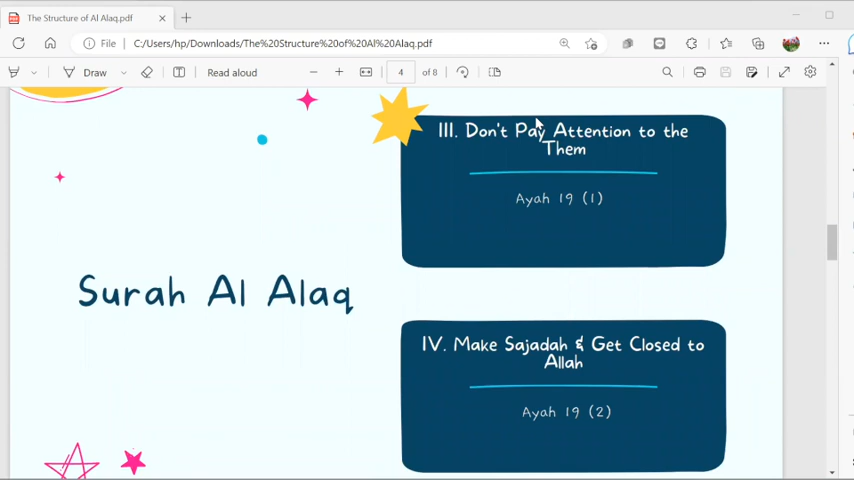 The Structure of Al Alaq.pdf
File
C:/Users/hp/Downloads/The%20Structure%20of%20Al%20Alaq.pdf
Draw
Read aloud
4
of 8
III. Don't Pay Attention to the
Them
Ayah 19 (1)
Surah Al Alaq
IV. Make Sajadah & Get Closed to
Allah
Ayah 19 (2)